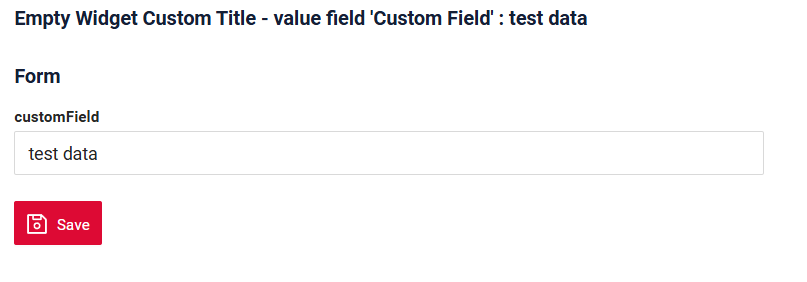 Empty Widget Custom Title - value field 'Custom Field' : test data
Form
customField
test data
Save